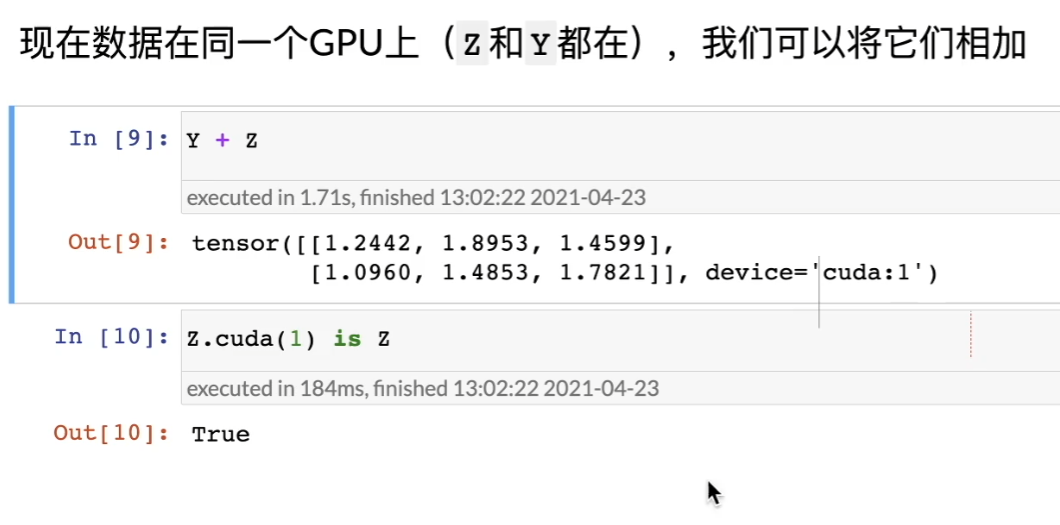 现在数据在同一个GPU上（Z和Y都在），我们可以将它们相加
In [9]: Y + Z
executed in 1.71s, finished 13:02:22 2021-04-23
Out[9]: tensor([[1.2442, 1.8953, 1.4599],
[1.0960, 1.4853, 1.7821]], device='cuda:1')
In [10]: Z.cuda(1) is Z
executed in 184ms, finished 13:02:22 2021-04-23
Out[10]: True